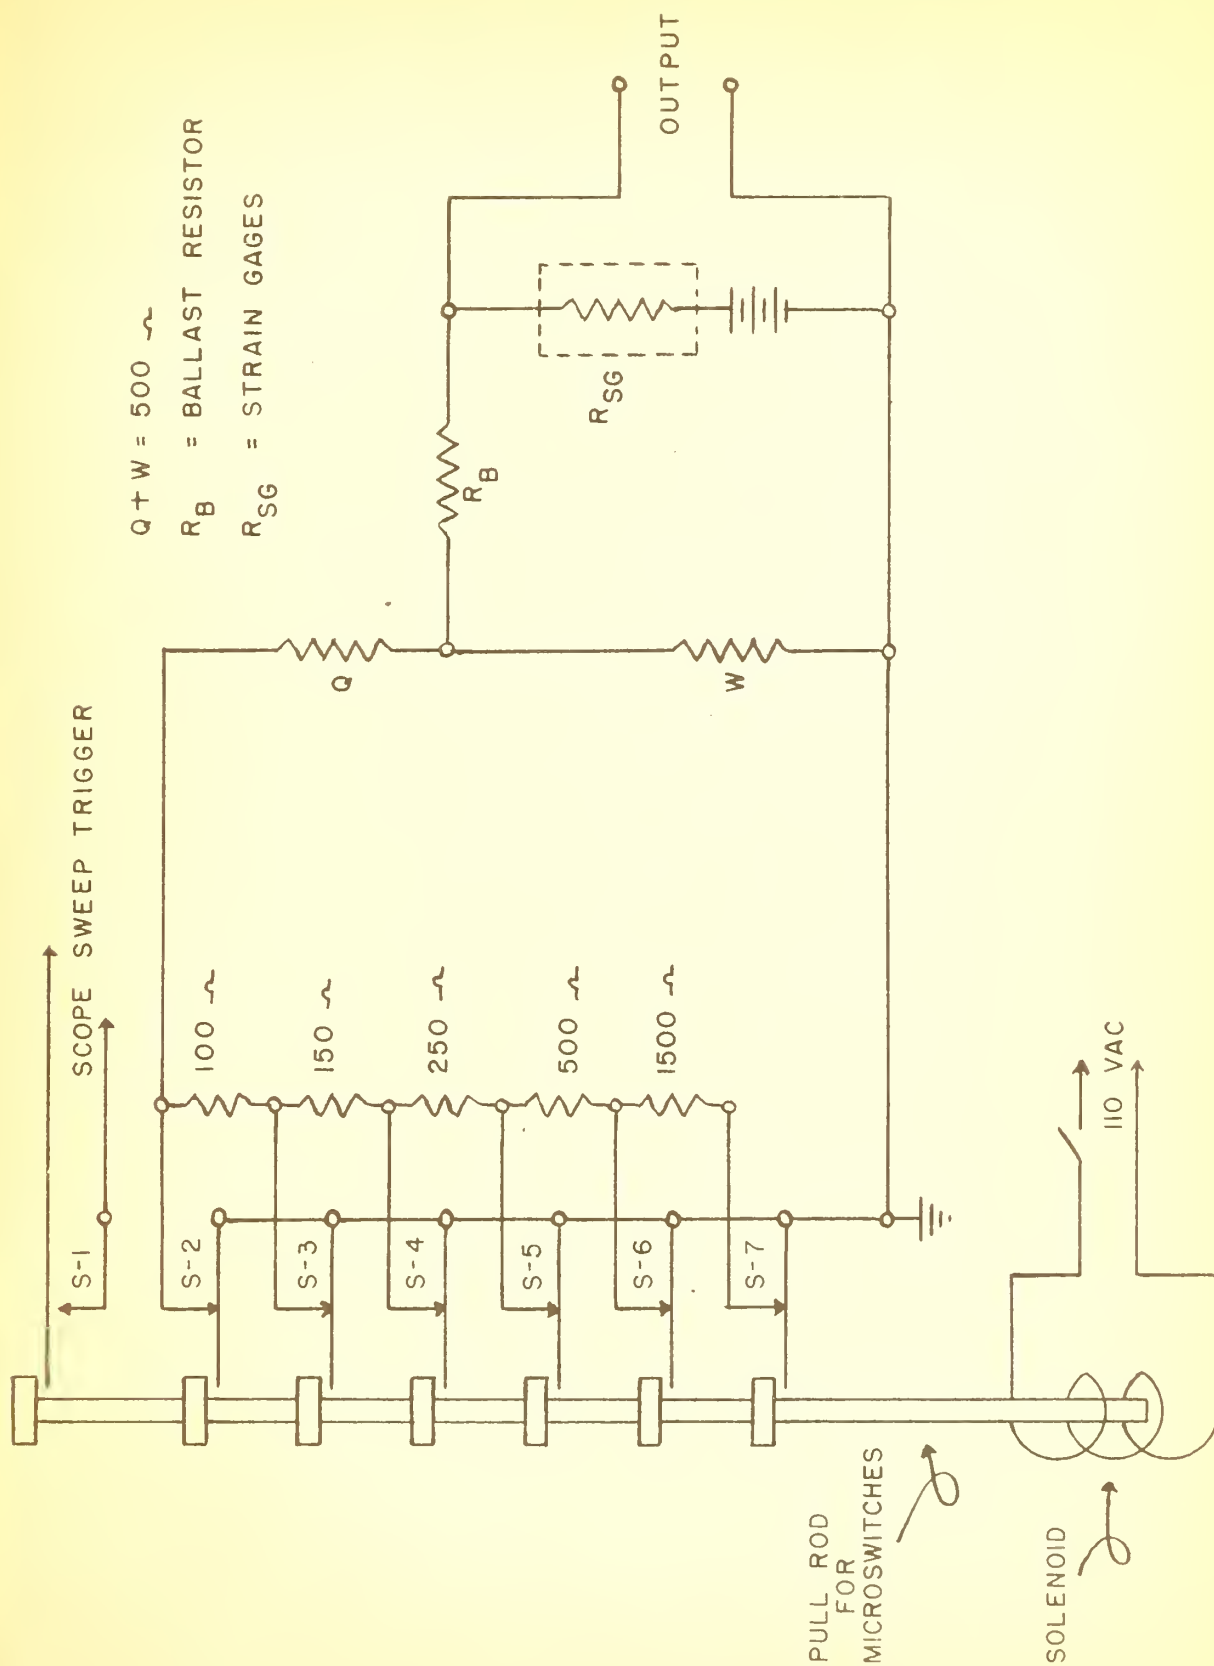 Q + W = 500 Ω
R_B = BALLAST RESISTOR
R_SG = STRAIN GAGES
SCOPE SWEEP TRIGGER
S-1
S-2
S-3
S-4
S-5
S-6
S-7
100 Ω
150 Ω
250 Ω
500 Ω
1500 Ω
Q
W
R_B
R_SG
OUTPUT
110 VAC
PULL ROD
FOR
MICROSWITCHES
SOLENOID